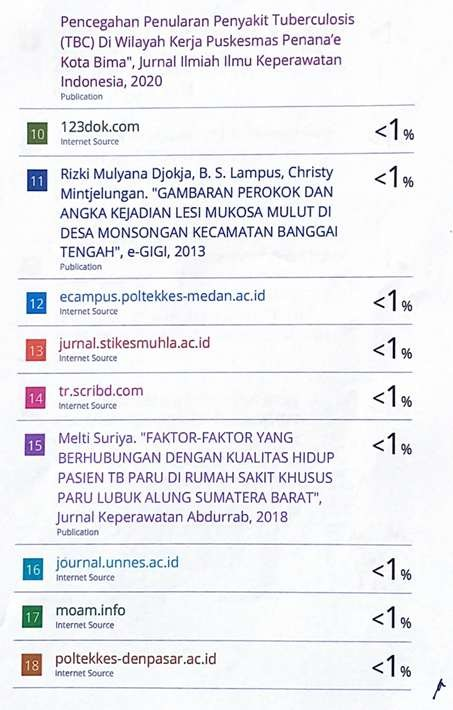 Pencegahan Penularan Penyakit Tuberculosis
(TBC) Di Wilayah Kerja Puskesmas Penana'e
Kota Bima", Jurnal Ilmiah Ilmu Keperawatan
Indonesia, 2020
Publication
10 123dok.com <1%
Internet Source
11 Rizki Mulyana Djokja, B. S. Lampus, Christy <1%
Mintjelungan. "GAMBARAN PEROKOK DAN
ANGKA KEJADIAN LESI MUKOSA MULUT DI
DESA MONSONGAN KECAMATAN BANGGAI
TENGAH", e-GIGI, 2013
Publication
12 ecampus.poltekkes-medan.ac.id <1%
Internet Source
13 jurnal.stikesmuhla.ac.id <1%
Internet Source
14 tr.scribd.com <1%
Internet Source
15 Melti Suriya. "FAKTOR-FAKTOR YANG <1%
BERHUBUNGAN DENGAN KUALITAS HIDUP
PASIEN TB PARU DI RUMAH SAKIT KHUSUS
PARU LUBUK ALUNG SUMATERA BARAT",
Jurnal Keperawatan Abdurrab, 2018
Publication
16 journal.unnes.ac.id <1%
Internet Source
17 moam.info <1%
Internet Source
18 poltekkes-denpasar.ac.id <1%
Internet Source